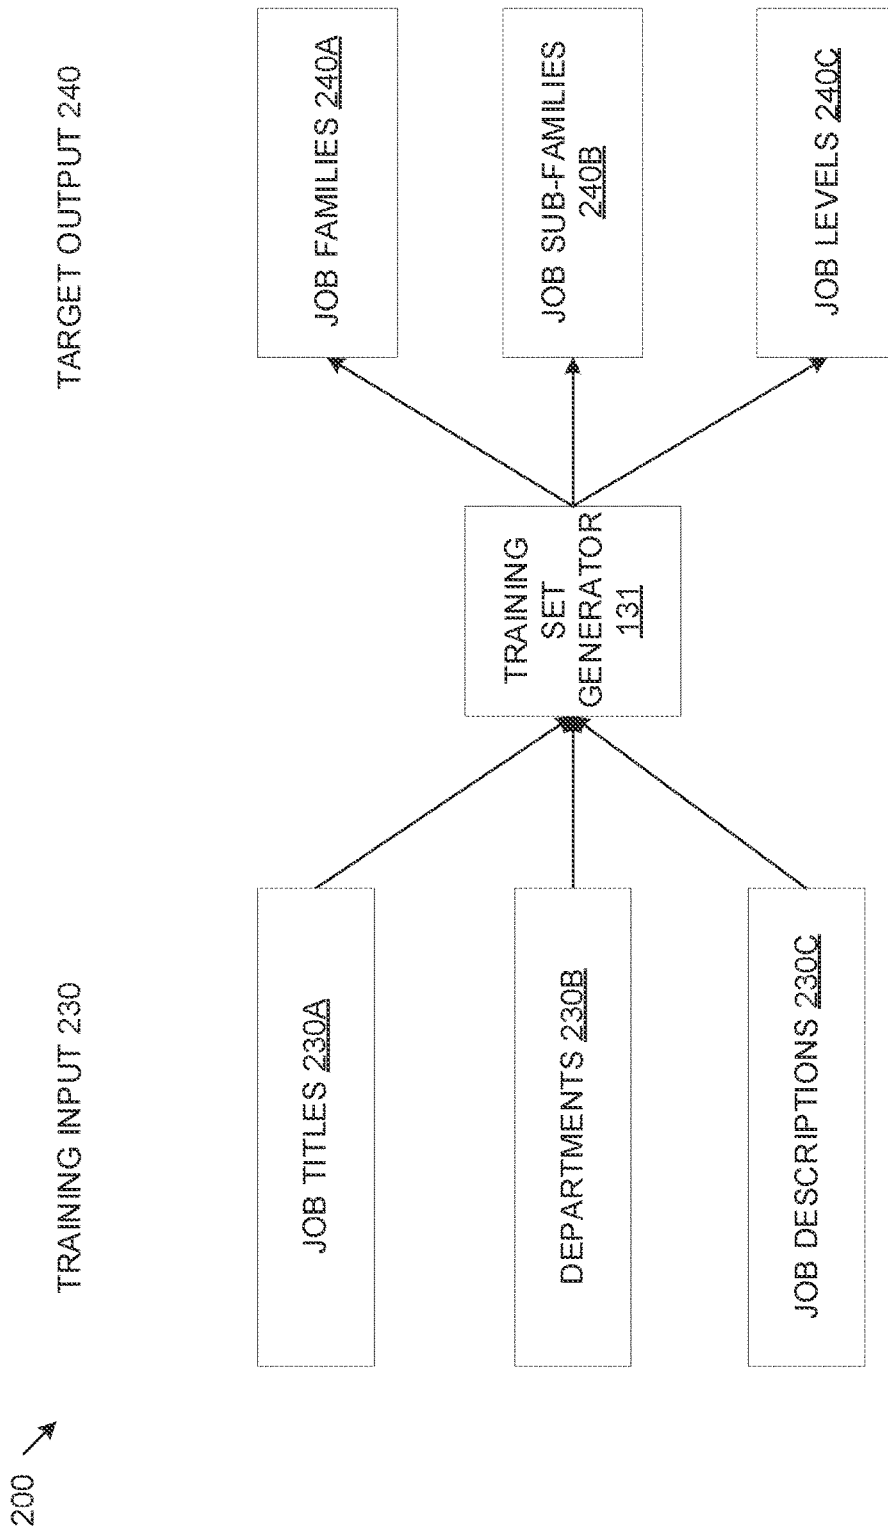 200
TRAINING INPUT 230
TARGET OUTPUT 240
JOB TITLES 230A
DEPARTMENTS 230B
JOB DESCRIPTIONS 230C
TRAINING
SET
GENERATOR
131
JOB FAMILIES 240A
JOB SUB-FAMILIES
240B
JOB LEVELS 240C